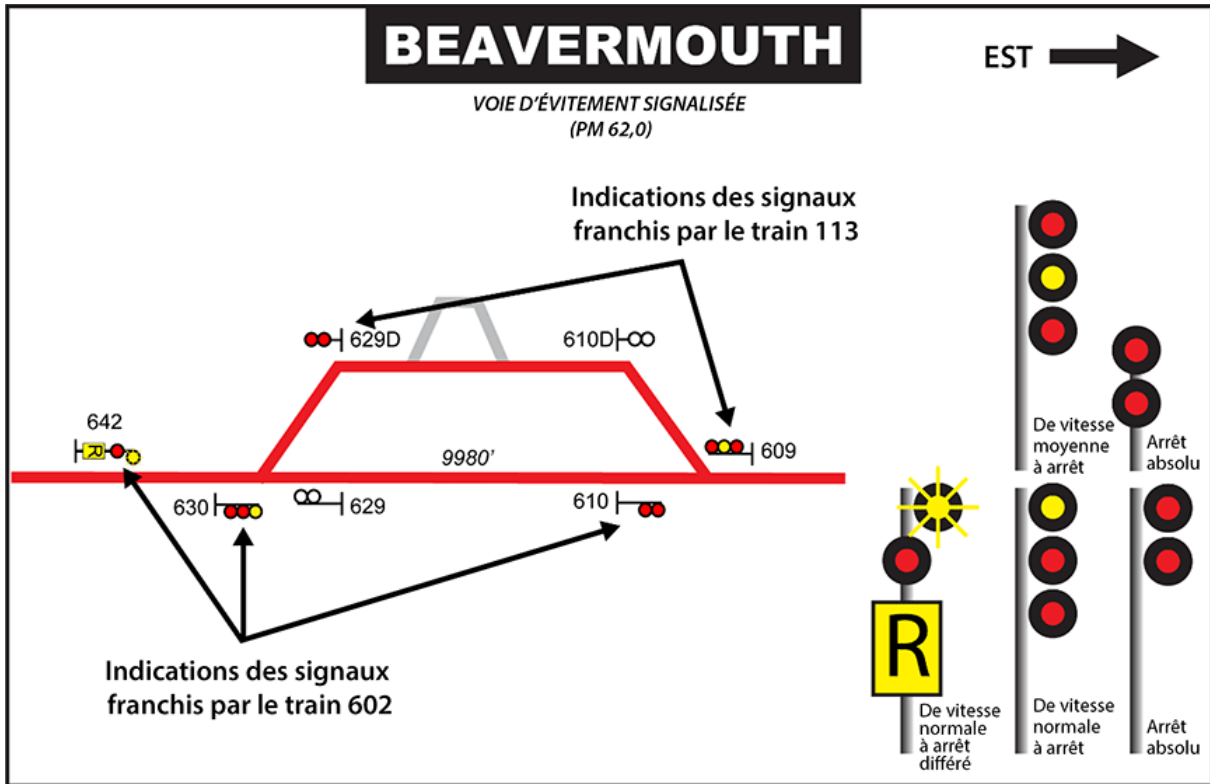 BEAVERMOUTH
EST
VOIE D'ÉVITEMENT SIGNALISÉE
(PM 62,0)
Indications des signaux
franchis par le train 113
629D
610D
642
R
609
9980'
630
629
610
Indications des signaux
franchis par le train 602
De vitesse
moyenne
à arrêt
Arrêt
absolu
R
De vitesse
normale
à arrêt
différé
De vitesse
normale
à arrêt
Arrêt
absolu